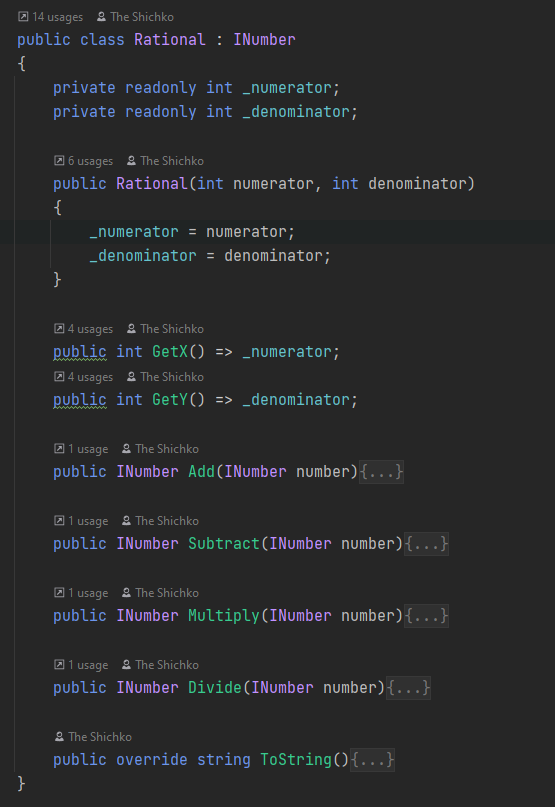 14 usages The Shichko
public class Rational : INumber
{
private readonly int _numerator;
private readonly int _denominator;
6 usages The Shichko
public Rational(int numerator, int denominator)
{
_numerator = numerator;
_denominator = denominator;
}
4 usages The Shichko
public int GetX() => _numerator;
4 usages The Shichko
public int GetY() => _denominator;
1 usage The Shichko
public INumber Add(INumber number){...}
1 usage The Shichko
public INumber Subtract(INumber number){...}
1 usage The Shichko
public INumber Multiply(INumber number){...}
1 usage The Shichko
public INumber Divide(INumber number){...}
The Shichko
public override string ToString(){...}
}